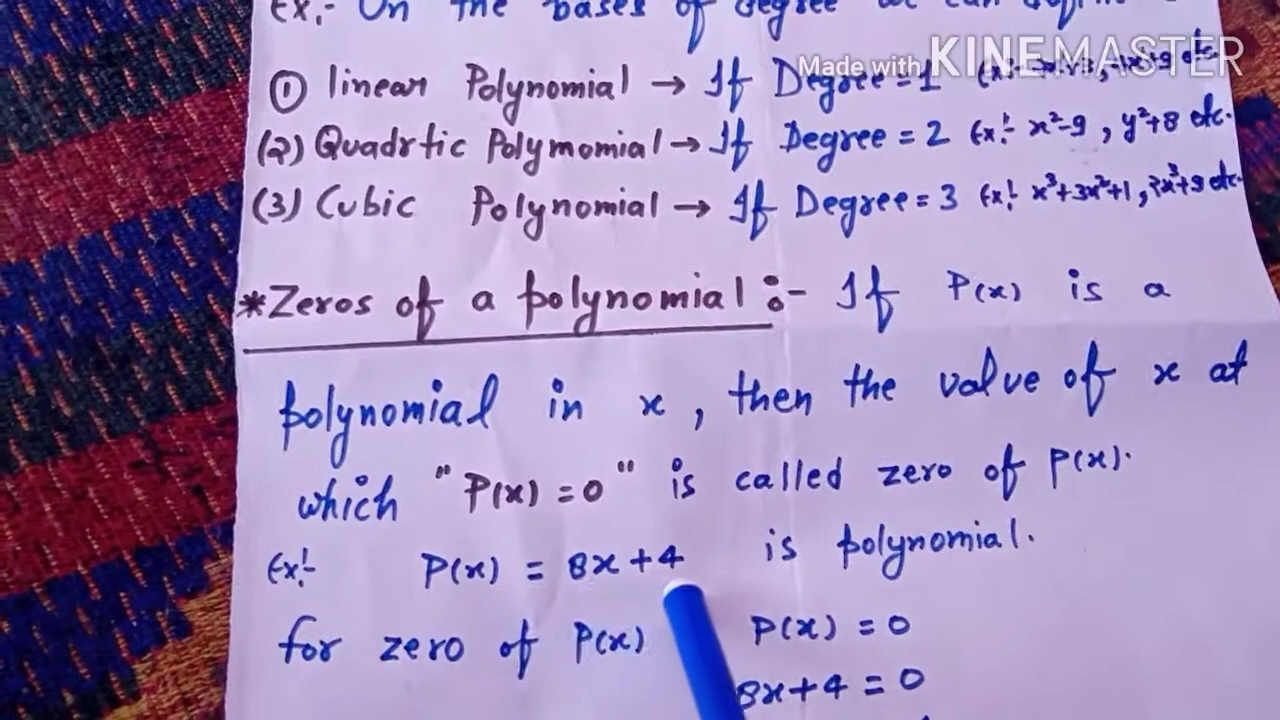 Ex:- On the bases of degree we can define
Made with KINEMASTER
① linear Polynomial → If Degree = 1
(2) Quadrtic Polymomial → If Degree = 2 Ex:- x²-9, y²+8 etc.
(3) Cubic Polynomial → If Degree = 3 Ex:- x³+3x²+1, 3x³+9 etc.
*Zeros of a polynomial :- If P(x) is a
polynomial in x, then the value of x at
which "P(x) = 0" is called zero of P(x).
Ex:- P(x) = 8x+4 is polynomial.
for zero of P(x) P(x) = 0
8x+4 = 0